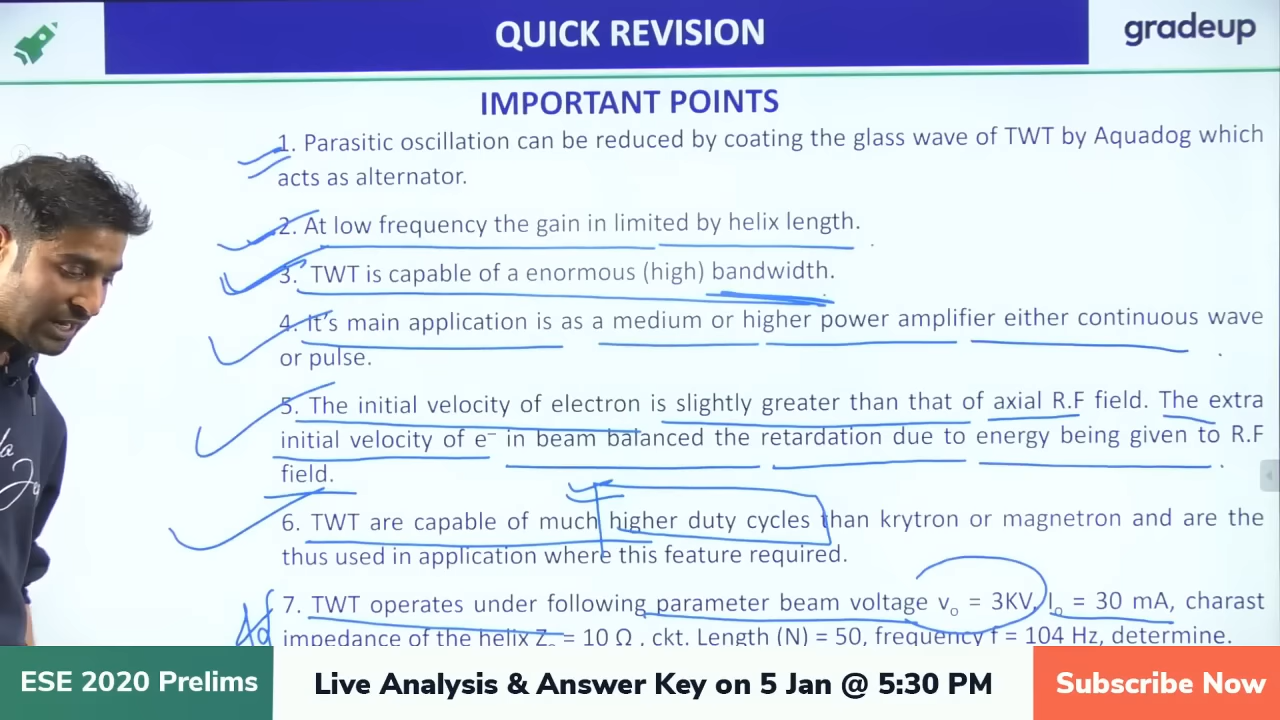 QUICK REVISION
gradeup
IMPORTANT POINTS
1. Parasitic oscillation can be reduced by coating the glass wave of TWT by Aquadog which
acts as alternator.
2. At low frequency the gain in limited by helix length.
3. TWT is capable of a enormous (high) bandwidth.
4. It's main application is as a medium or higher power amplifier either continuous wave
or pulse.
5. The initial velocity of electron is slightly greater than that of axial R.F field. The extra
initial velocity of e⁻ in beam balanced the retardation due to energy being given to R.F
field.
6. TWT are capable of much higher duty cycles than krytron or magnetron and are the
thus used in application where this feature required.
7. TWT operates under following parameter beam voltage v₀ = 3KV, I₀ = 30 mA, charast
impedance of the helix Z₀ = 10 Ω , ckt. Length (N) = 50, frequency f = 104 Hz, determine.
ESE 2020 Prelims
Live Analysis & Answer Key on 5 Jan @ 5:30 PM
Subscribe Now